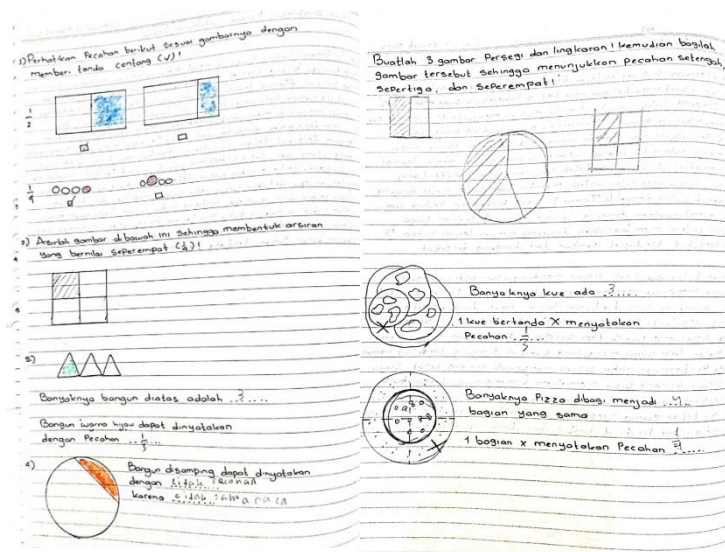 1) Perhatikan Pecahan berikut sesuai gambarnya dengan
memberi tanda centang (√)!
1/2
1/4
2) Arsirlah gambar dibawah ini sehingga membentuk arsiran
yang bernilai seperempat (1/4)!
3)
Banyaknya bangun diatas adalah ..3....
Bangun warna hijau dapat dinyatakan
dengan Pecahan ...1/3...
4)
Bangun disamping dapat dinyatakan
dengan tidak pecahan
karena tidak sama rata
Buatlah 3 gambar Persegi dan lingkaran! kemudian bagilah
gambar tersebut sehingga menunjukkan pecahan setengah,
sepertiga, dan seperempat!
Banyaknya kue ada .3....
1 kue bertanda X menyatakan
Pecahan ..1/3...
Banyaknya Pizza dibagi menjadi ..4..
bagian yang sama
1 bagian x menyatakan Pecahan 1/4....